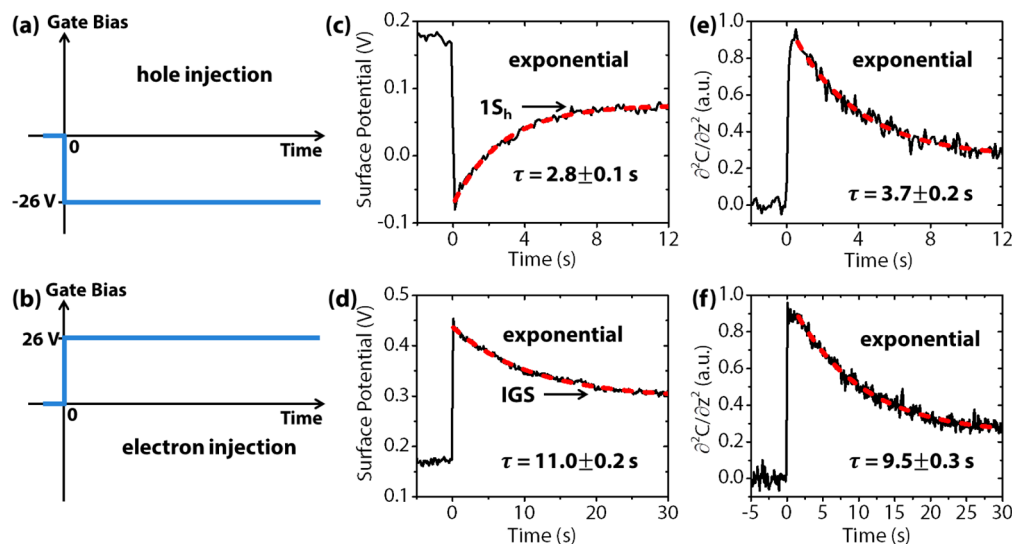 (a) Gate Bias
hole injection
0
Time
-26 V
(b) Gate Bias
26 V
0
Time
electron injection
(c)
Surface Potential (V)
0.2
0.1
0.0
-0.1
exponential
1Sh
τ = 2.8±0.1 s
0 4 8 12
Time (s)
(d)
Surface Potential (V)
0.5
0.4
0.3
0.2
0.1
exponential
IGS
τ = 11.0±0.2 s
0 10 20 30
Time (s)
(e)
∂²C/∂z² (a.u.)
1.0
0.8
0.6
0.4
0.2
0.0
exponential
τ = 3.7±0.2 s
0 4 8 12
Time (s)
(f)
∂²C/∂z² (a.u.)
1.0
0.8
0.6
0.4
0.2
0.0
exponential
τ = 9.5±0.3 s
-5 0 5 10 15 20 25 30
Time (s)